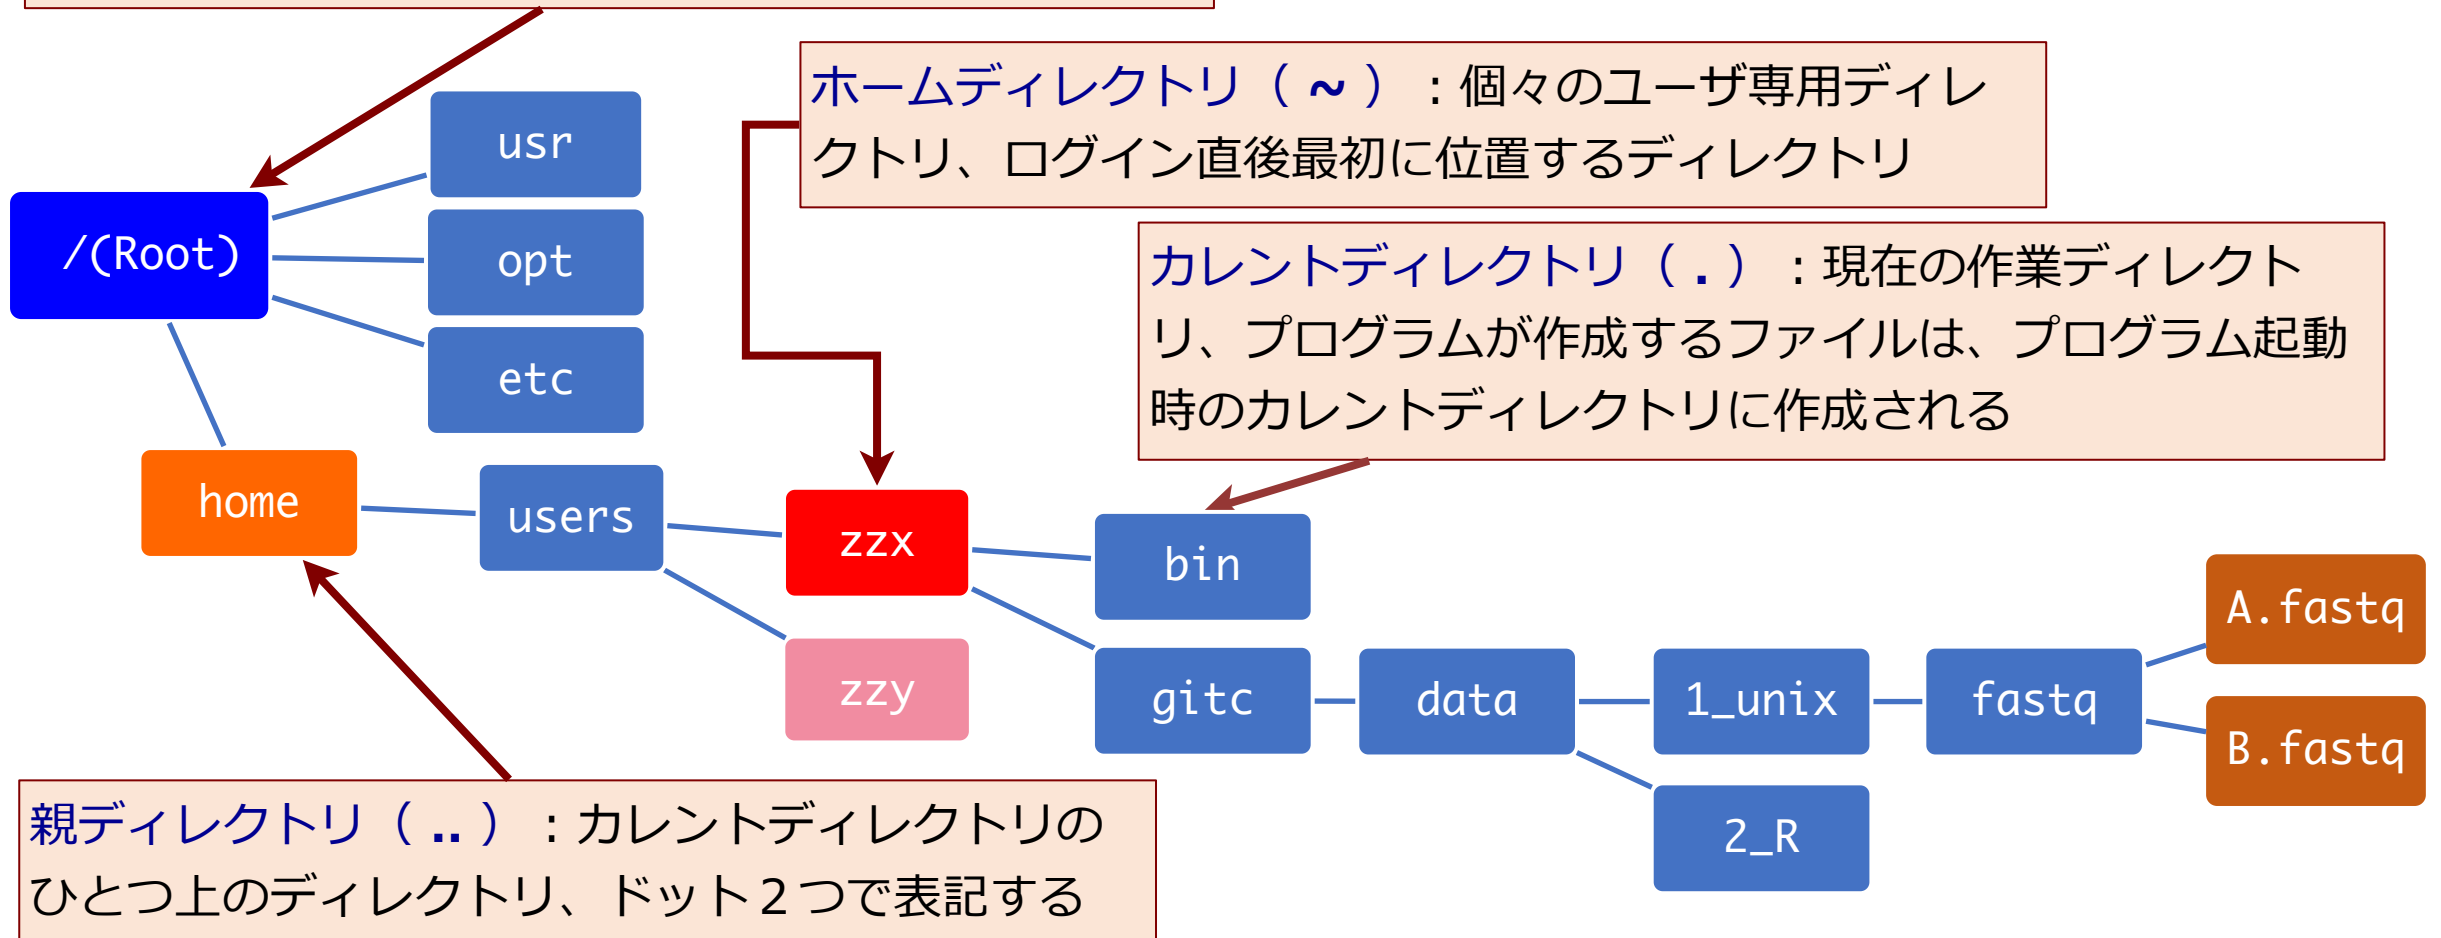 ホームディレクトリ（ ~ ）：個々のユーザ専用ディレ
クトリ、ログイン直後最初に位置するディレクトリ
usr
/(Root)
opt
カレントディレクトリ（ . ）：現在の作業ディレクト
リ、プログラムが作成するファイルは、プログラム起動
時のカレントディレクトリに作成される
etc
home
users
zzx
bin
A.fastq
zzy
gitc
data
1_unix
fastq
B.fastq
2_R
親ディレクトリ（ .. ）：カレントディレクトリの
ひとつ上のディレクトリ、ドット２つで表記する